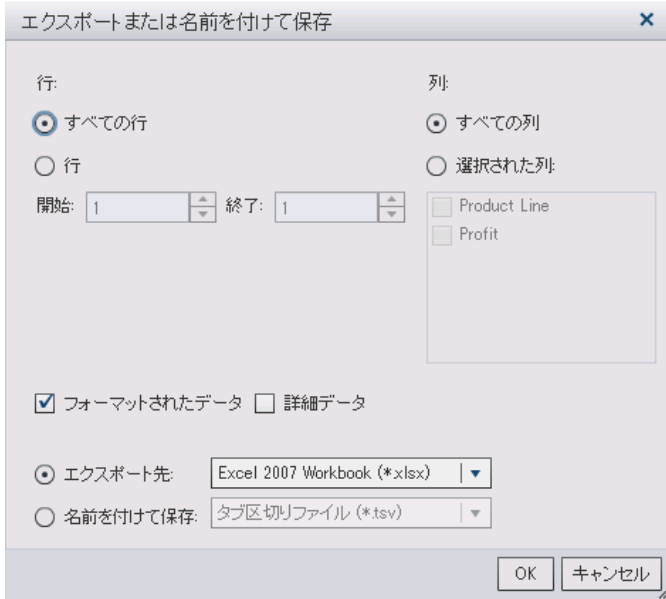 エクスポートまたは名前を付けて保存
行:
列:
すべての行
すべての列
行
選択された列:
開始: 1 終了: 1
Product Line
Profit
フォーマットされたデータ 詳細データ
エクスポート先: Excel 2007 Workbook (*.xlsx)
名前を付けて保存: タブ区切りファイル (*.tsv)
OK キャンセル